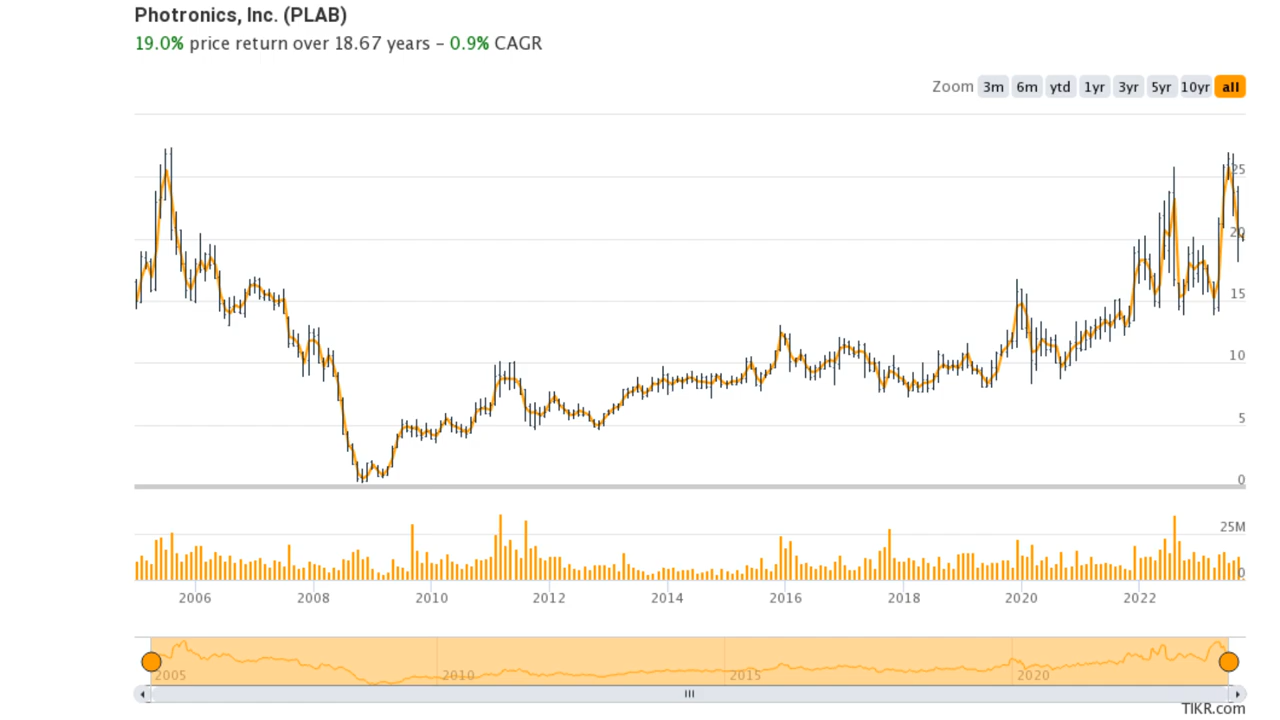 Photronics, Inc. (PLAB)
19.0% price return over 18.67 years – 0.9% CAGR
Zoom 3m 6m ytd 1yr 3yr 5yr 10yr all
25
20
15
10
5
0
25M
0
2006 2008 2010 2012 2014 2016 2018 2020 2022
2005 2010 2015 2020
TIKR.com